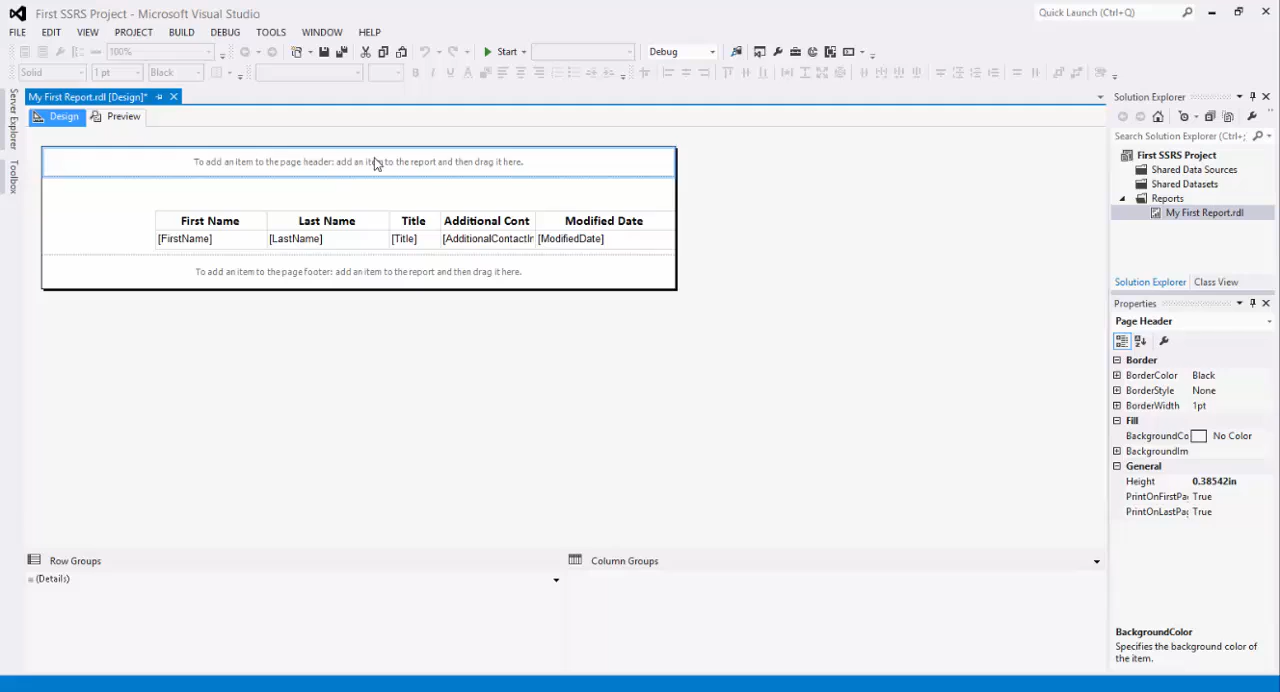 First SSRS Project - Microsoft Visual Studio
Quick Launch (Ctrl+Q)
FILE EDIT VIEW PROJECT BUILD DEBUG TOOLS WINDOW HELP
100% Start Debug
Solid 1 pt Black
Server Explorer
Toolbox
My First Report.rdl [Design]*
Design Preview
To add an item to the page header: add an item to the report and then drag it here.
First Name Last Name Title Additional Cont Modified Date
[FirstName] [LastName] [Title] [AdditionalContactIn [ModifiedDate]
To add an item to the page footer: add an item to the report and then drag it here.
Row Groups
(Details)
Column Groups
Solution Explorer
Search Solution Explorer (Ctrl+;
First SSRS Project
Shared Data Sources
Shared Datasets
Reports
My First Report.rdl
Solution Explorer Class View
Properties
Page Header
Border
BorderColor Black
BorderStyle None
BorderWidth 1pt
Fill
BackgroundCo No Color
BackgroundIm
General
Height 0.38542in
PrintOnFirstPa True
PrintOnLastPa True
BackgroundColor
Specifies the background color of
the item.